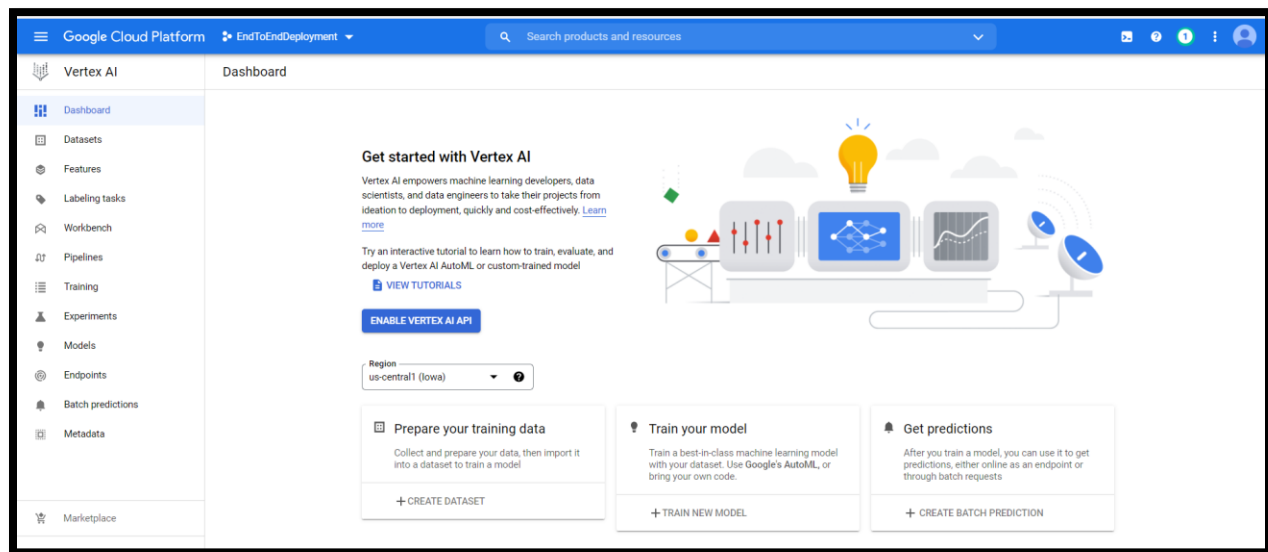 Google Cloud Platform
EndToEndDeployment
Search products and resources
1
Vertex AI
Dashboard
Dashboard
Datasets
Features
Labeling tasks
Workbench
Pipelines
Training
Experiments
Models
Endpoints
Batch predictions
Metadata
Marketplace
Get started with Vertex AI
Vertex AI empowers machine learning developers, data
scientists, and data engineers to take their projects from
ideation to deployment, quickly and cost-effectively. Learn
more
Try an interactive tutorial to learn how to train, evaluate, and
deploy a Vertex AI AutoML or custom-trained model
VIEW TUTORIALS
ENABLE VERTEX AI API
Region
us-central1 (Iowa)
Prepare your training data
Collect and prepare your data, then import it
into a dataset to train a model
+ CREATE DATASET
Train your model
Train a best-in-class machine learning model
with your dataset. Use Google's AutoML, or
bring your own code.
+ TRAIN NEW MODEL
Get predictions
After you train a model, you can use it to get
predictions, either online as an endpoint or
through batch requests
+ CREATE BATCH PREDICTION